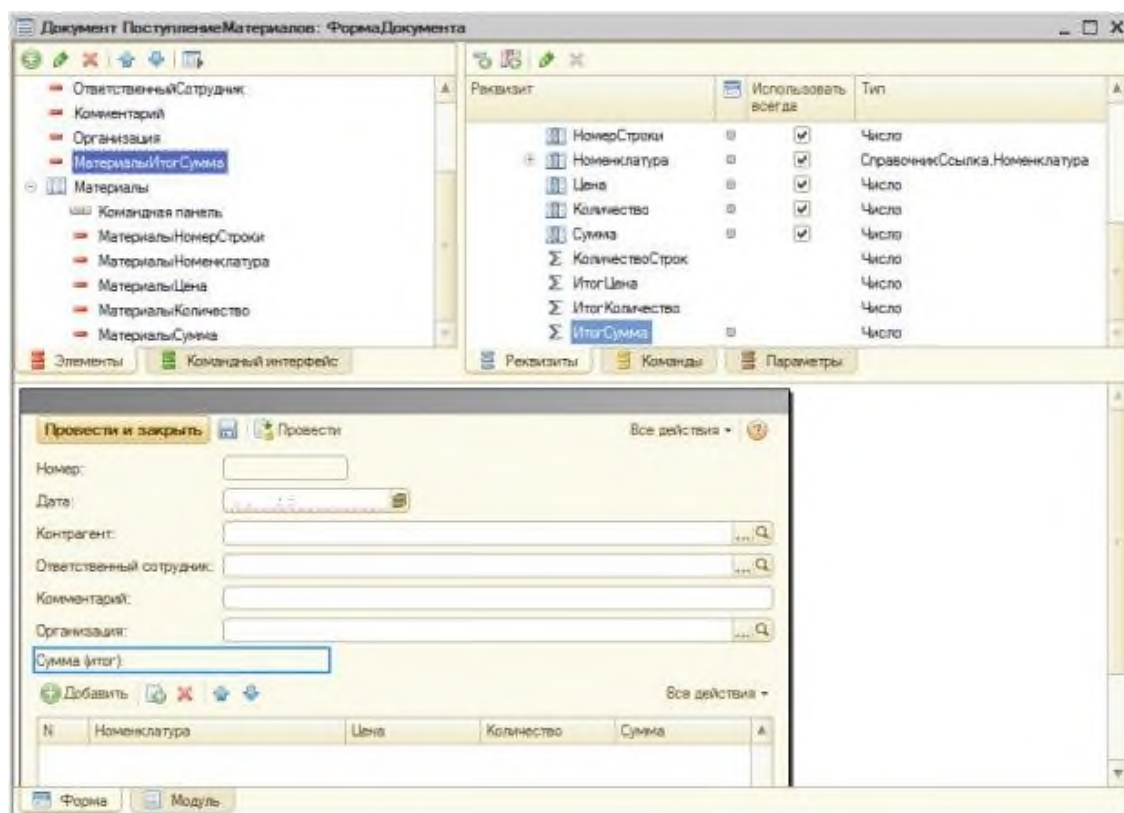 Документ ПоступлениеМатериалов: ФормаДокумента
ОтветственныйСотрудник
Комментарий
Организация
МатериалыИтогСумма
Материалы
Командная панель
МатериалыНомерСтроки
МатериалыНоменклатура
МатериалыЦена
МатериалыКоличество
МатериалыСумма
Элементы
Командный интерфейс
Реквизит
Использовать всегда
Тип
НомерСтроки Число
Номенклатура СправочникСсылка.Номенклатура
Цена Число
Количество Число
Сумма Число
КоличествоСтрок Число
ИтогЦена Число
ИтогКоличество Число
ИтогСумма Число
Реквизиты
Команды
Параметры
Провести и закрыть Провести Все действия
Номер:
Дата:
Контрагент:
Ответственный сотрудник:
Комментарий:
Организация:
Сумма (итог):
Добавить Все действия
N Номенклатура Цена Количество Сумма
Форма Модуль